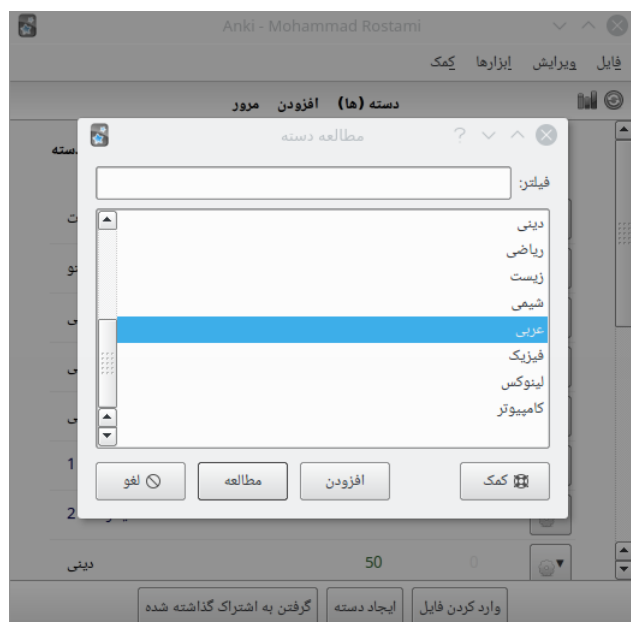 Anki - Mohammad Rostami
فایل ویرایش ابزارها کمک
دسته (ها) افزودن مرور
مطالعه دسته
فیلتر:
دینی
ریاضی
زیست
شیمی
عربی
فیزیک
لینوکس
کامپیوتر
کمک افزودن مطالعه لغو
1
2
دینی 50 0
وارد کردن فایل ایجاد دسته گرفتن به اشتراک گذاشته شده